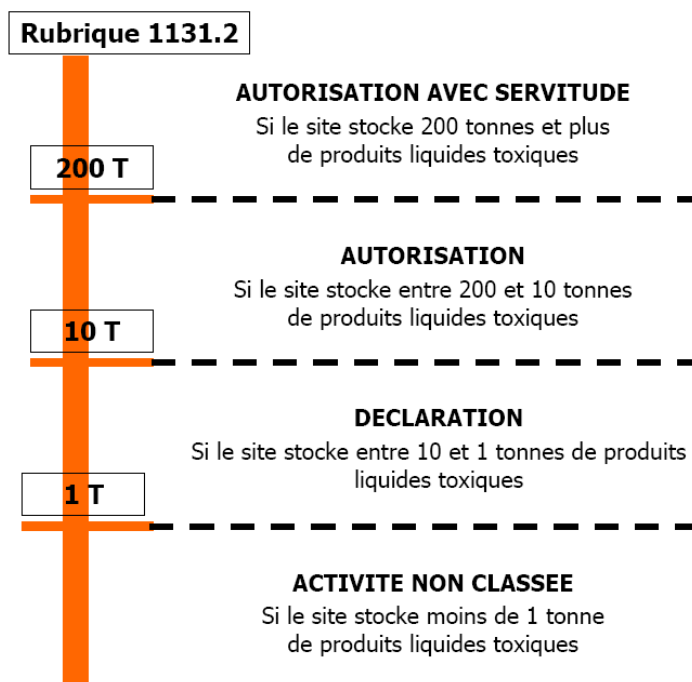 Rubrique 1131.2
AUTORISATION AVEC SERVITUDE
Si le site stocke 200 tonnes et plus
de produits liquides toxiques
200 T
AUTORISATION
Si le site stocke entre 200 et 10 tonnes
de produits liquides toxiques
10 T
DECLARATION
Si le site stocke entre 10 et 1 tonnes de produits
liquides toxiques
1 T
ACTIVITE NON CLASSEE
Si le site stocke moins de 1 tonne
de produits liquides toxiques